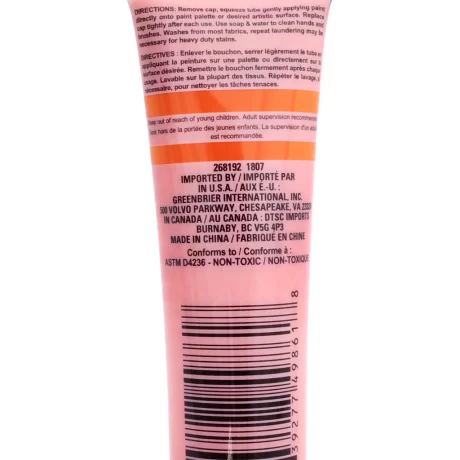 DIRECTIONS: Remove cap, squeeze tube gently applying paint
directly onto paint palette or desired artistic surface. Replace
cap tightly after each use. Use soap & water to clean hands and
brushes. Washes from most fabrics, repeat laundering may be
necessary for heavy duty stains.
DIRECTIVES : Enlever le bouchon, serrer légèrement le tube en
appliquant la peinture sur une palette ou directement sur la
surface désirée. Remettre le bouchon fermement après chaque
usage. Lavable sur la plupart des tissus. Répéter le lavage, si
nécessaire, pour nettoyer les tâches tenaces.
Keep out of reach of young children. Adult supervision recommended.
Tenir hors de la portée des jeunes enfants. La supervision d'un adulte
est recommandée.
268192 1807
IMPORTED BY / IMPORTÉ PAR
IN U.S.A. / AUX É.-U. :
GREENBRIER INTERNATIONAL, INC.
500 VOLVO PARKWAY, CHESAPEAKE, VA 23320
IN CANADA / AU CANADA : DTSC IMPORTS
BURNABY, BC V5G 4P3
MADE IN CHINA / FABRIQUÉ EN CHINE
Conforms to / Conforme à :
ASTM D4236 - NON-TOXIC / NON-TOXIQUE
39277 49861 8